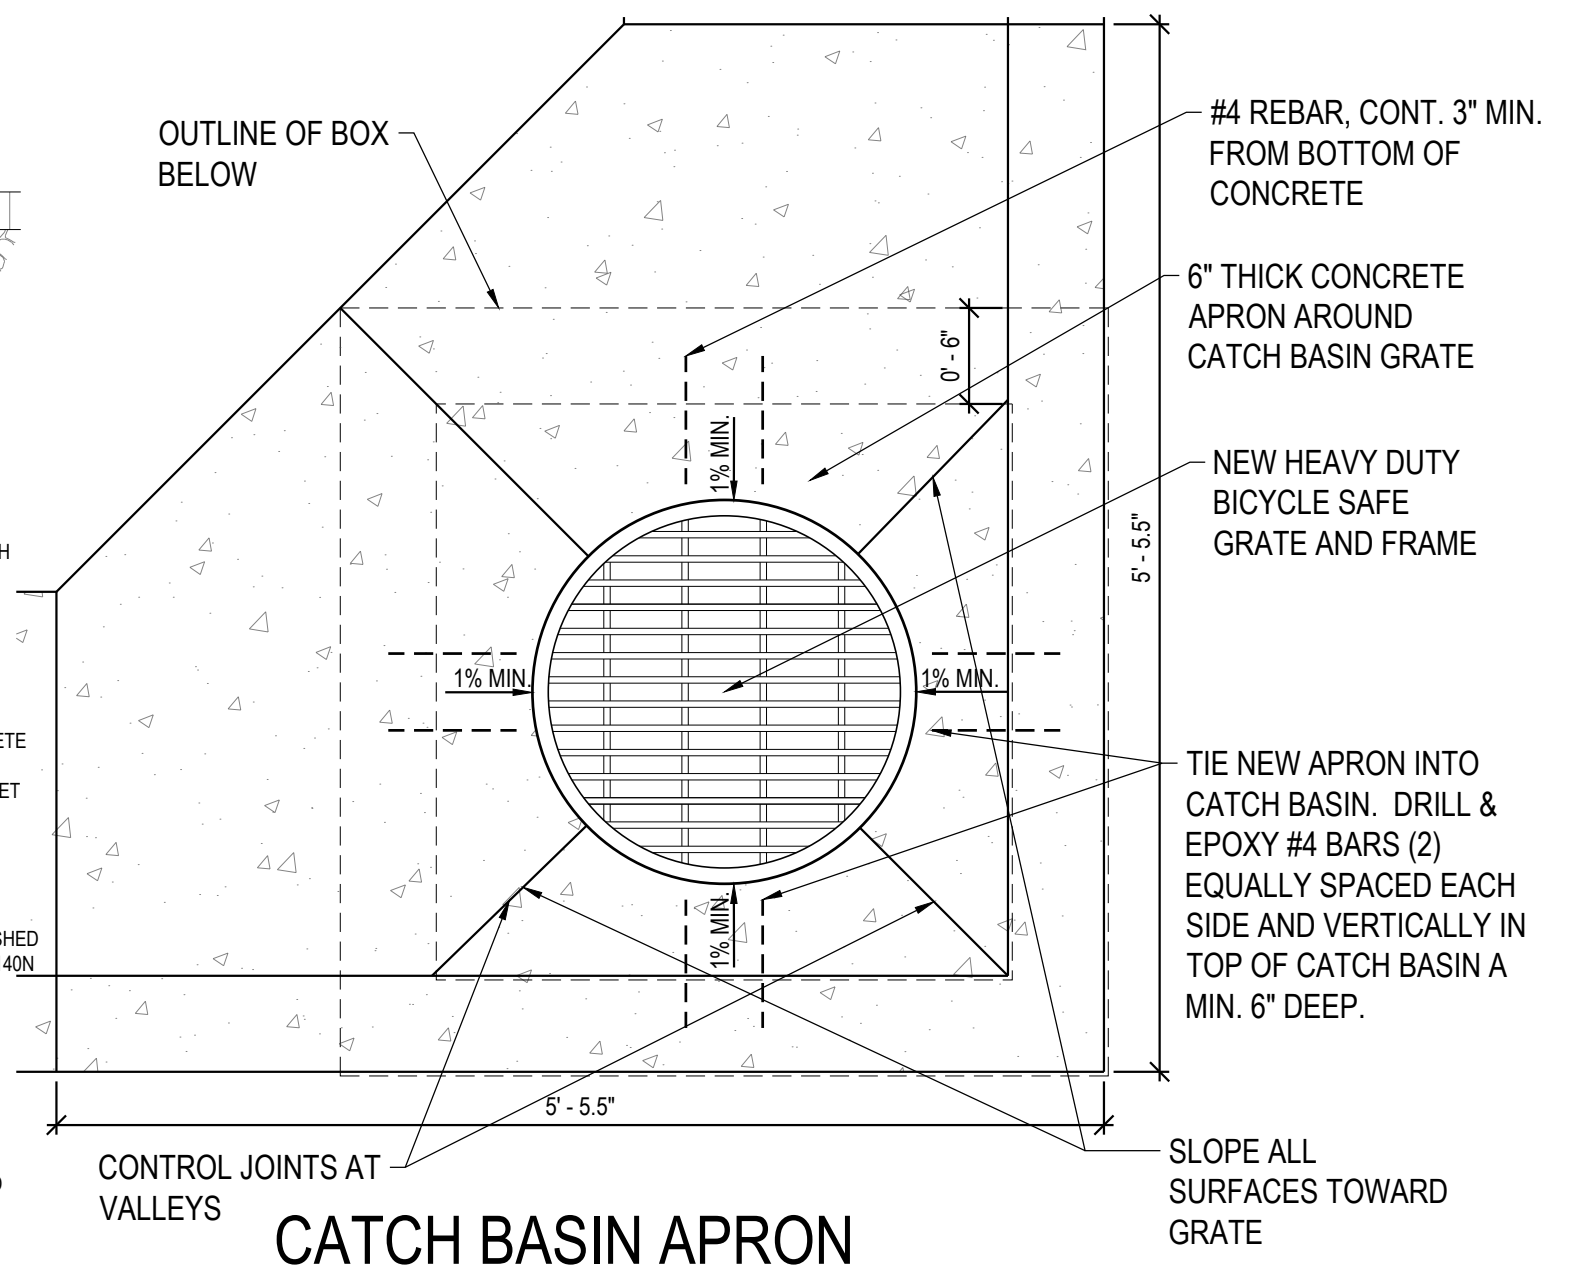 OUTLINE OF BOX
BELOW
#4 REBAR, CONT. 3" MIN.
FROM BOTTOM OF
CONCRETE
6" THICK CONCRETE
APRON AROUND
CATCH BASIN GRATE
0' - 6"
1% MIN.
NEW HEAVY DUTY
BICYCLE SAFE
GRATE AND FRAME
5' - 5.5"
1% MIN.
1% MIN.
TIE NEW APRON INTO
CATCH BASIN. DRILL &
EPOXY #4 BARS (2)
EQUALLY SPACED EACH
SIDE AND VERTICALLY IN
TOP OF CATCH BASIN A
MIN. 6" DEEP.
1% MIN.
40N
5' - 5.5"
CONTROL JOINTS AT
VALLEYS
SLOPE ALL
SURFACES TOWARD
GRATE
CATCH BASIN APRON